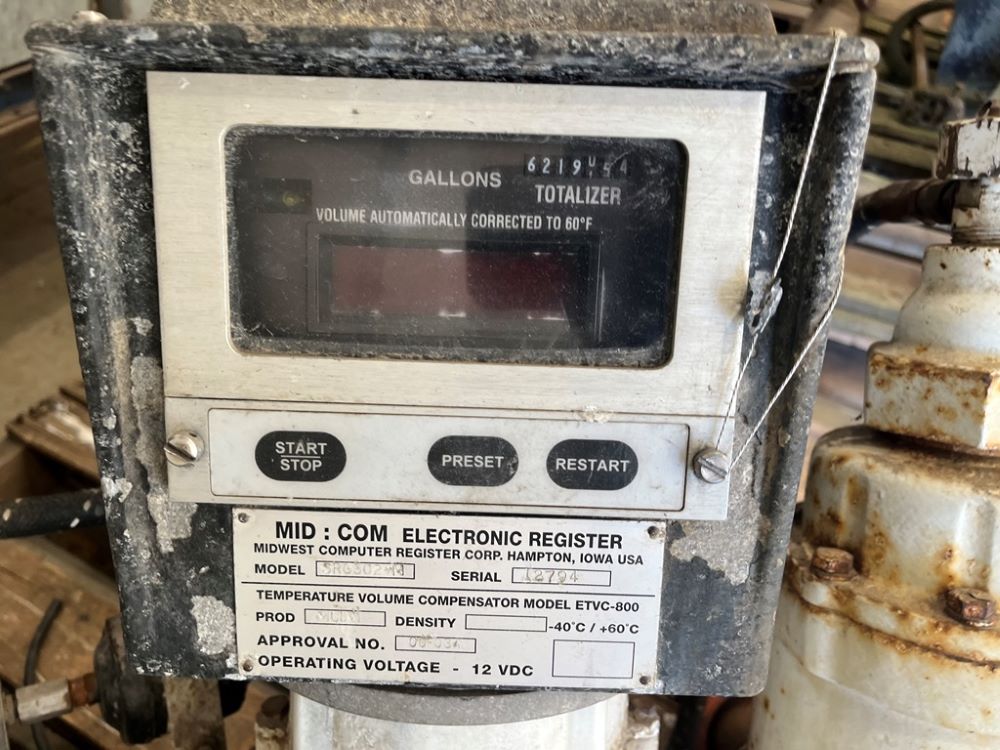 GALLONS
TOTALIZER
VOLUME AUTOMATICALLY CORRECTED TO 60°F
START
STOP
PRESET
RESTART
MID : COM ELECTRONIC REGISTER
MIDWEST COMPUTER REGISTER CORP. HAMPTON, IOWA USA
MODEL SERIAL 12794
TEMPERATURE VOLUME COMPENSATOR MODEL ETVC-800
PROD DENSITY -40°C / +60°C
APPROVAL NO.
OPERATING VOLTAGE - 12 VDC